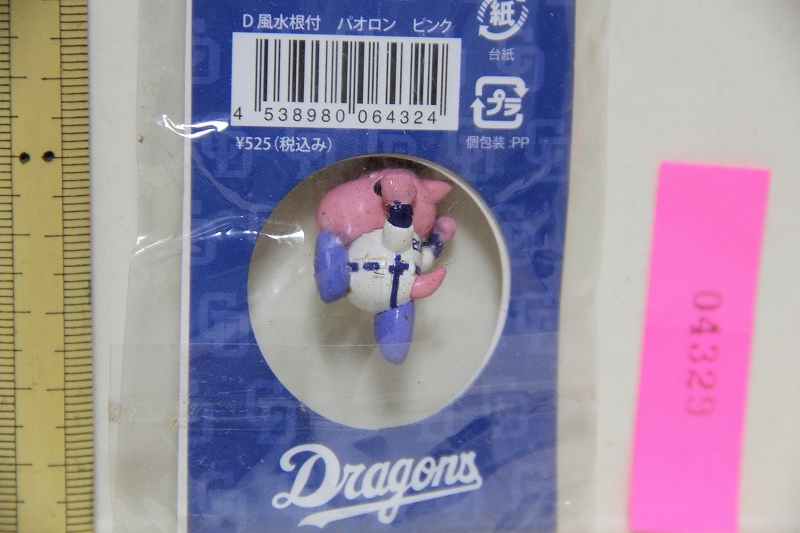 D 風水根付 パオロン ピンク
紙
台紙
4 538980 064324
プラ
¥525(税込み)
個包装:PP
Dragons
04329